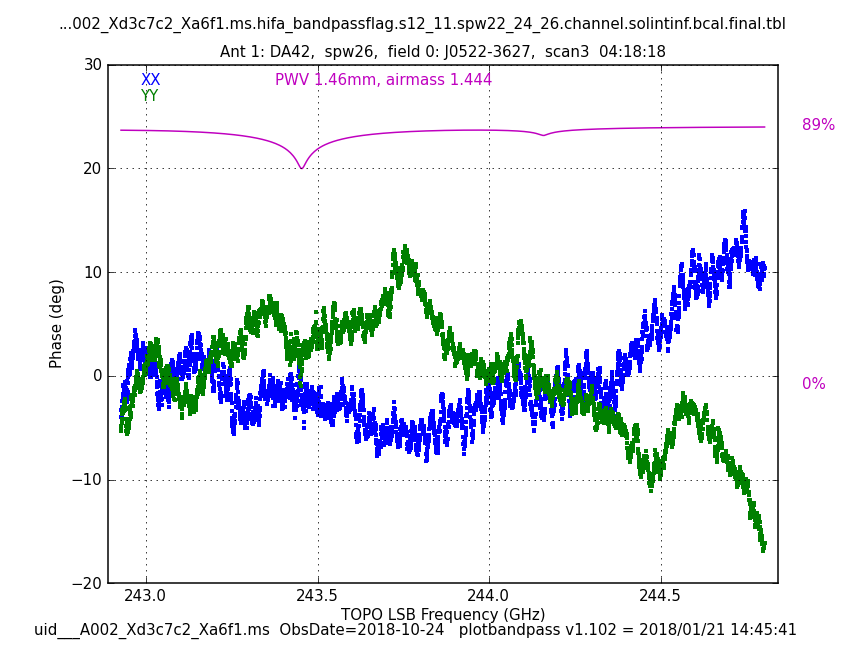 ...002_Xd3c7c2_Xa6f1.ms.hifa_bandpassflag.s12_11.spw22_24_26.channel.solintinf.bcal.final.tbl
Ant 1: DA42,  spw26,  field 0: J0522-3627,  scan3  04:18:18
30
XX
PWV 1.46mm, airmass 1.444
YY
89%
20
10
Phase (deg)
0
0%
−10
−20
243.0
243.5
244.0
244.5
TOPO LSB Frequency (GHz)
uid___A002_Xd3c7c2_Xa6f1.ms  ObsDate=2018-10-24   plotbandpass v1.102 = 2018/01/21 14:45:41